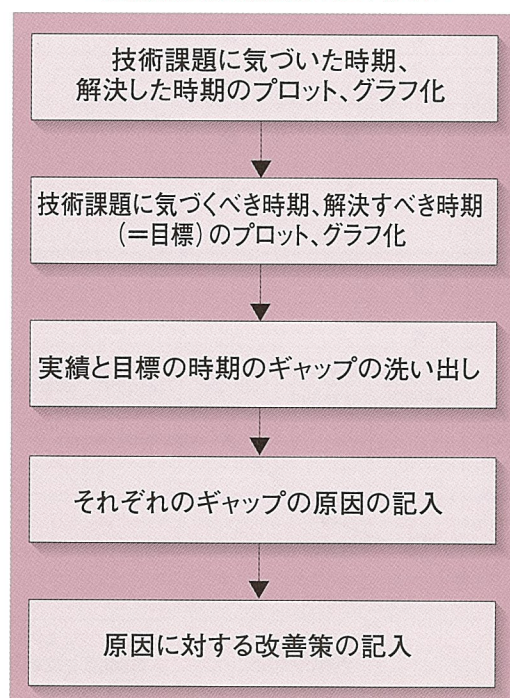 技術課題に気づいた時期、
解決した時期のプロット、グラフ化
技術課題に気づくべき時期、解決すべき時期
(=目標)のプロット、グラフ化
実績と目標の時期のギャップの洗い出し
それぞれのギャップの原因の記入
原因に対する改善策の記入